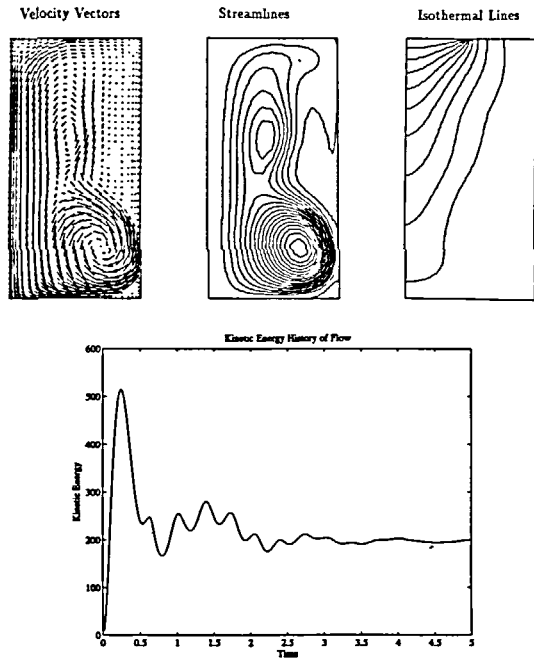 Velocity Vectors
Streamlines
Isothermal Lines
Kinetic Energy History of Flow
600
500
400
300
200
100
0
Kinetic Energy
0 0.5 1 1.5 2 2.5 3 3.5 4 4.5 5
Time